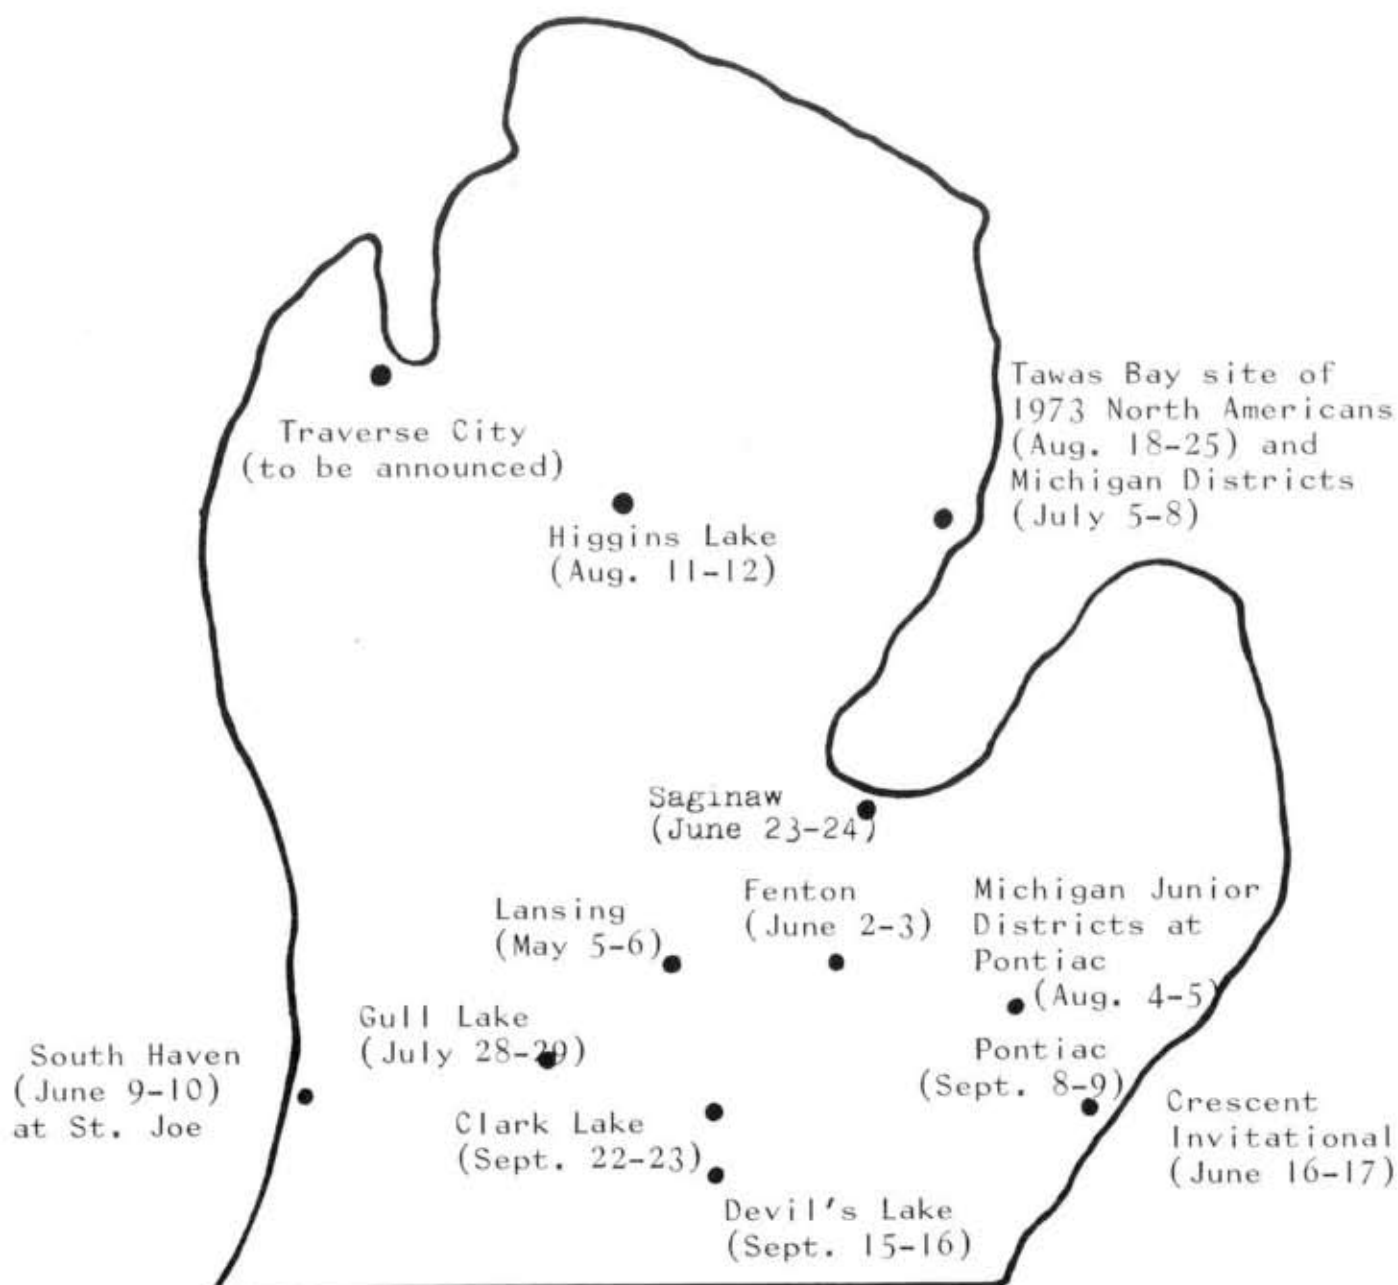 Tawas Bay site of
1973 North Americans
(Aug. 18-25) and
Michigan Districts
(July 5-8)
Traverse City
(to be announced)
Higgins Lake
(Aug. 11-12)
Saginaw
(June 23-24)
Fenton
(June 2-3)
Michigan Junior
Districts at
Pontiac
(Aug. 4-5)
Lansing
(May 5-6)
Gull Lake
(July 28-29)
South Haven
(June 9-10)
at St. Joe
Pontiac
(Sept. 8-9)
Crescent
Invitational
(June 16-17)
Clark Lake
(Sept. 22-23)
Devil's Lake
(Sept. 15-16)